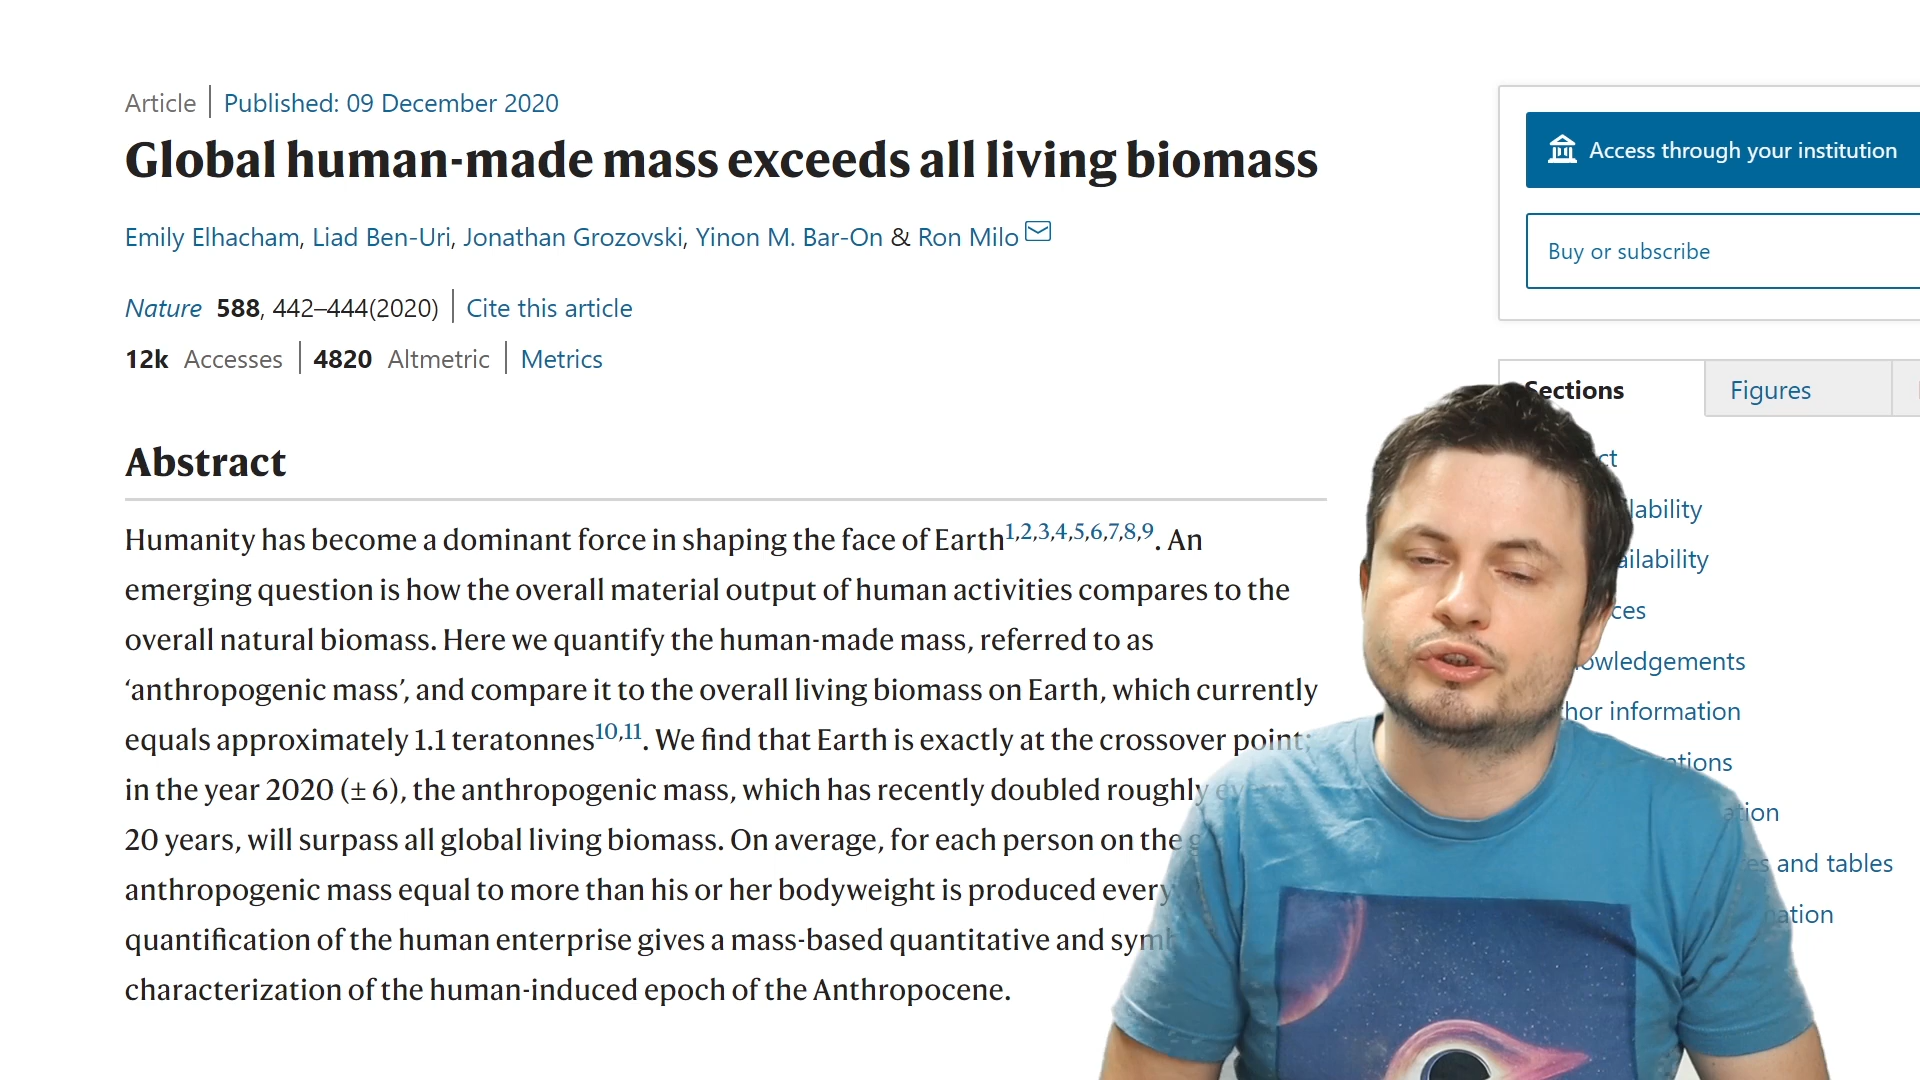 Article | Published: 09 December 2020
Global human-made mass exceeds all living biomass
Emily Elhacham, Liad Ben-Uri, Jonathan Grozovski, Yinon M. Bar-On & Ron Milo
Nature 588, 442–444(2020) | Cite this article
12k Accesses | 4820 Altmetric | Metrics
Abstract
Humanity has become a dominant force in shaping the face of Earth1,2,3,4,5,6,7,8,9. An
emerging question is how the overall material output of human activities compares to the
overall natural biomass. Here we quantify the human-made mass, referred to as
‘anthropogenic mass’, and compare it to the overall living biomass on Earth, which currently
equals approximately 1.1 teratonnes10,11. We find that Earth is exactly at the crossover point;
in the year 2020 (± 6), the anthropogenic mass, which has recently doubled roughly
20 years, will surpass all global living biomass. On average, for each person on the
anthropogenic mass equal to more than his or her bodyweight is produced every
quantification of the human enterprise gives a mass-based quantitative and
characterization of the human-induced epoch of the Anthropocene.
Access through your institution
Buy or subscribe
Sections
Figures
information
and tables